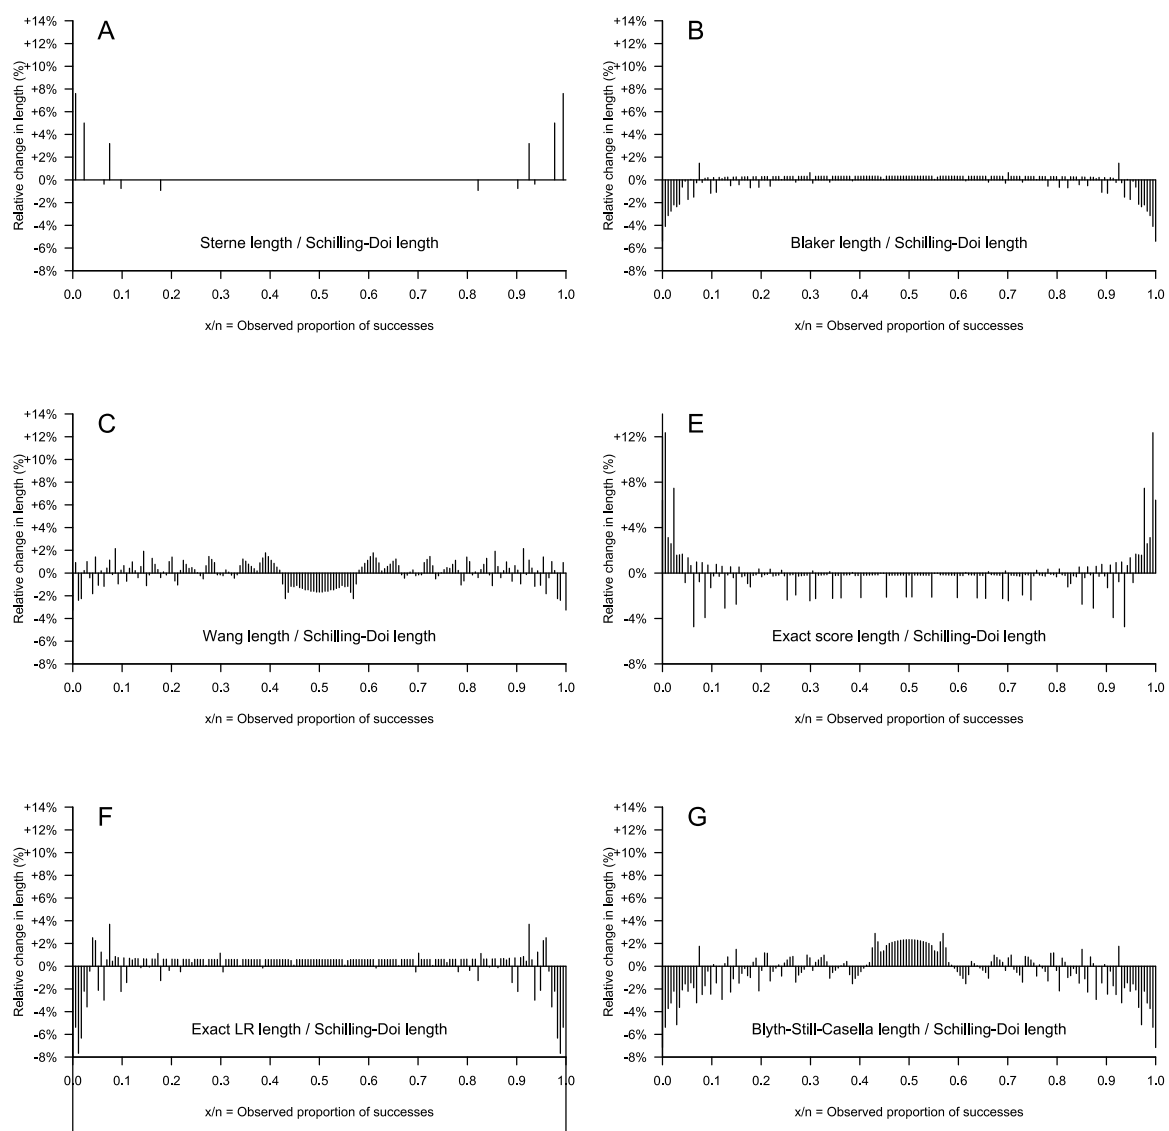 A
Relative change in length (%)
+14%
+12%
+10%
+8%
+6%
+4%
+2%
0%
-2%
-4%
-6%
-8%
Sterne length / Schilling-Doi length
0.0 0.1 0.2 0.3 0.4 0.5 0.6 0.7 0.8 0.9 1.0
x/n = Observed proportion of successes
B
Relative change in length (%)
+14%
+12%
+10%
+8%
+6%
+4%
+2%
0%
-2%
-4%
-6%
-8%
Blaker length / Schilling-Doi length
0.0 0.1 0.2 0.3 0.4 0.5 0.6 0.7 0.8 0.9 1.0
x/n = Observed proportion of successes
C
Relative change in length (%)
+14%
+12%
+10%
+8%
+6%
+4%
+2%
0%
-2%
-4%
-6%
-8%
Wang length / Schilling-Doi length
0.0 0.1 0.2 0.3 0.4 0.5 0.6 0.7 0.8 0.9 1.0
x/n = Observed proportion of successes
E
Relative change in length (%)
+12%
+8%
+4%
0%
-4%
-8%
Exact score length / Schilling-Doi length
0.0 0.1 0.2 0.3 0.4 0.5 0.6 0.7 0.8 0.9 1.0
x/n = Observed proportion of successes
F
Relative change in length (%)
+14%
+12%
+10%
+8%
+6%
+4%
+2%
0%
-2%
-4%
-6%
-8%
Exact LR length / Schilling-Doi length
0.0 0.1 0.2 0.3 0.4 0.5 0.6 0.7 0.8 0.9 1.0
x/n = Observed proportion of successes
G
Relative change in length (%)
+14%
+12%
+10%
+8%
+6%
+4%
+2%
0%
-2%
-4%
-6%
-8%
Blyth-Still-Casella length / Schilling-Doi length
0.0 0.1 0.2 0.3 0.4 0.5 0.6 0.7 0.8 0.9 1.0
x/n = Observed proportion of successes